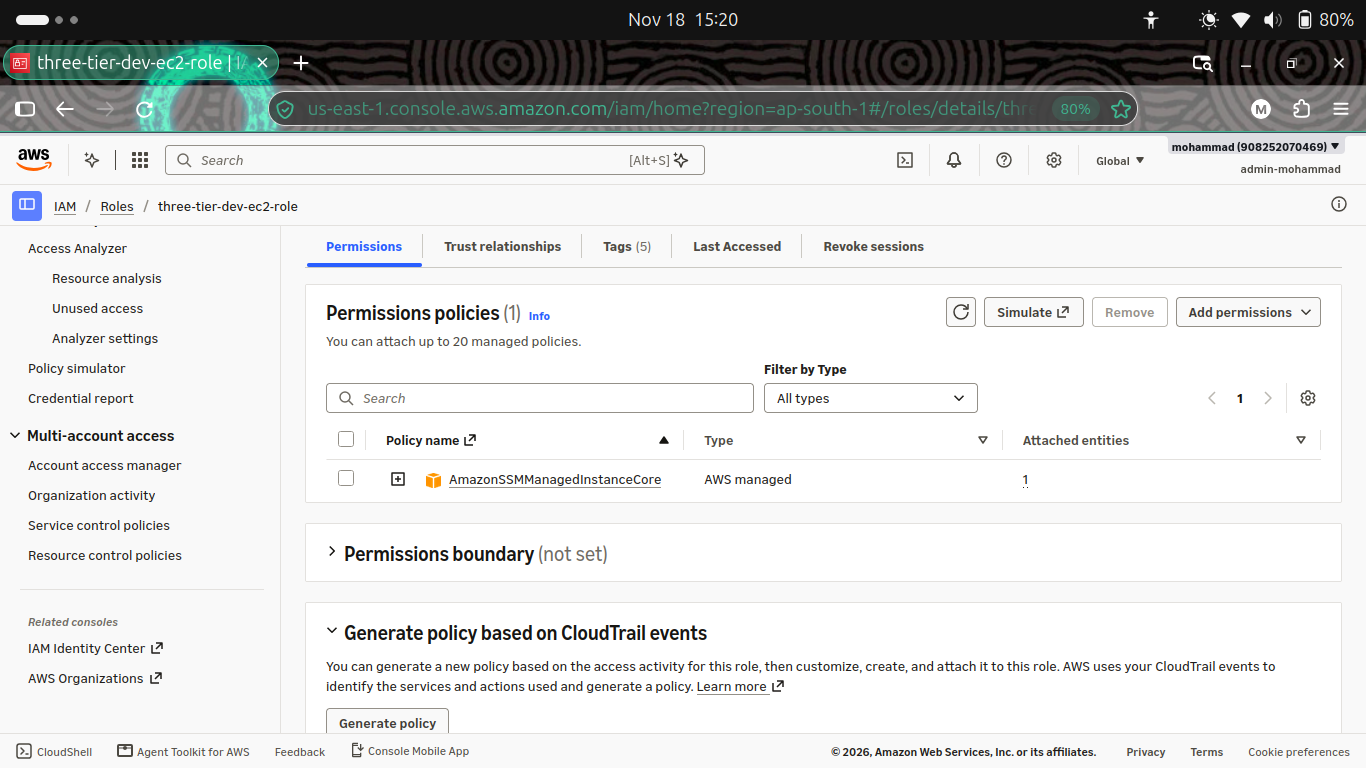 Nov 18 15:20
80%
three-tier-dev-ec2-role | IA
us-east-1.console.aws.amazon.com/iam/home?region=ap-south-1#/roles/details/thre
80%
M
aws
Search
[Alt+S]
Global
mohammad (908252070469)
admin-mohammad
IAM / Roles / three-tier-dev-ec2-role
Access Analyzer
Resource analysis
Unused access
Analyzer settings
Policy simulator
Credential report
Multi-account access
Account access manager
Organization activity
Service control policies
Resource control policies
Related consoles
IAM Identity Center
AWS Organizations
Permissions
Trust relationships
Tags (5)
Last Accessed
Revoke sessions
Permissions policies (1) Info
Simulate
Remove
Add permissions
You can attach up to 20 managed policies.
Filter by Type
Search
All types
1
Policy name
Type
Attached entities
AmazonSSMManagedInstanceCore
AWS managed
1
Permissions boundary (not set)
Generate policy based on CloudTrail events
You can generate a new policy based on the access activity for this role, then customize, create, and attach it to this role. AWS uses your CloudTrail events to
identify the services and actions used and generate a policy. Learn more
Generate policy
CloudShell
Agent Toolkit for AWS
Feedback
Console Mobile App
© 2026, Amazon Web Services, Inc. or its affiliates.
Privacy
Terms
Cookie preferences